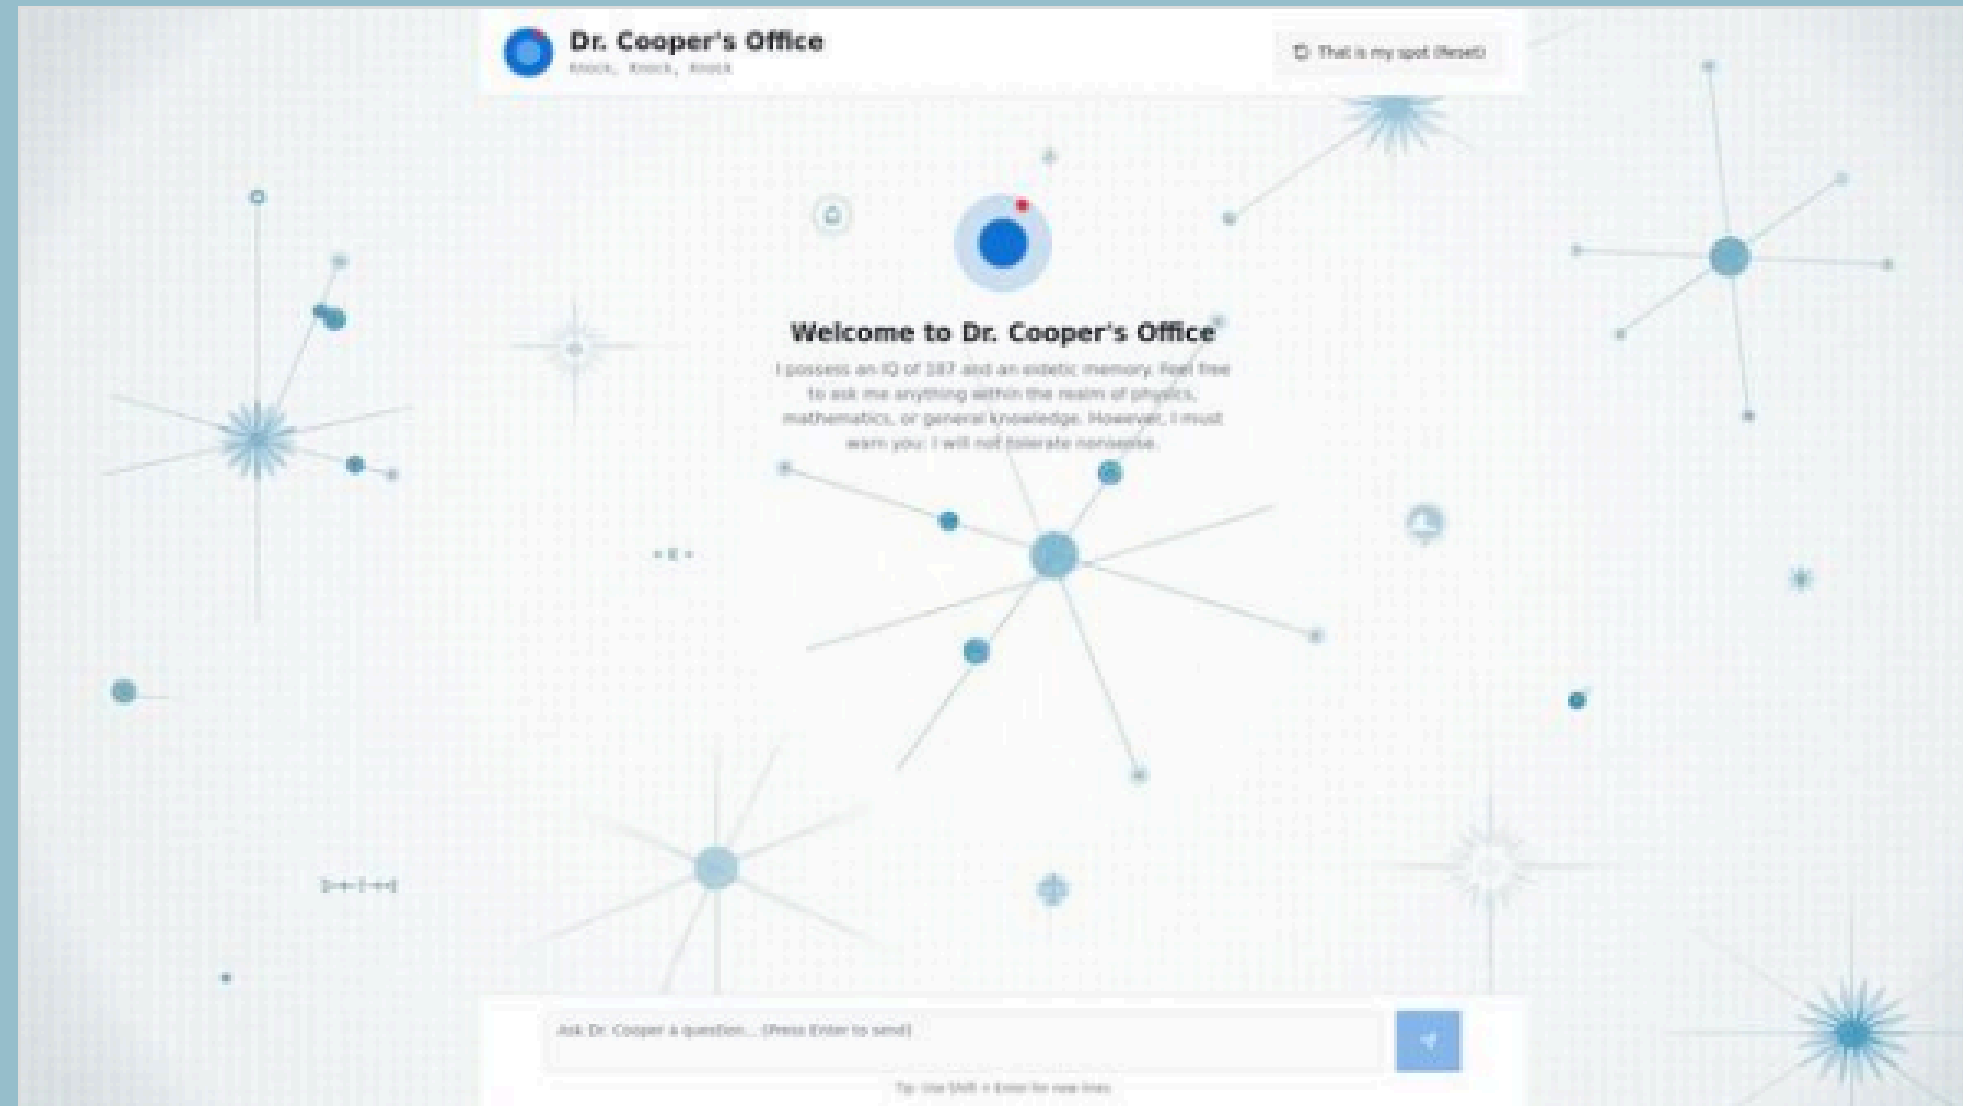 Dr. Cooper's Office
Knock, Knock, Knock
That is my spot (Reset)
Welcome to Dr. Cooper's Office
I possess an IQ of 187 and an eidetic memory. Feel free
to ask me anything within the realm of physics,
mathematics, or general knowledge. However, I must
warn you: I will not tolerate nonsense.
Ask Dr. Cooper a question... (Press Enter to send)
Tip: Use Shift + Enter for new lines